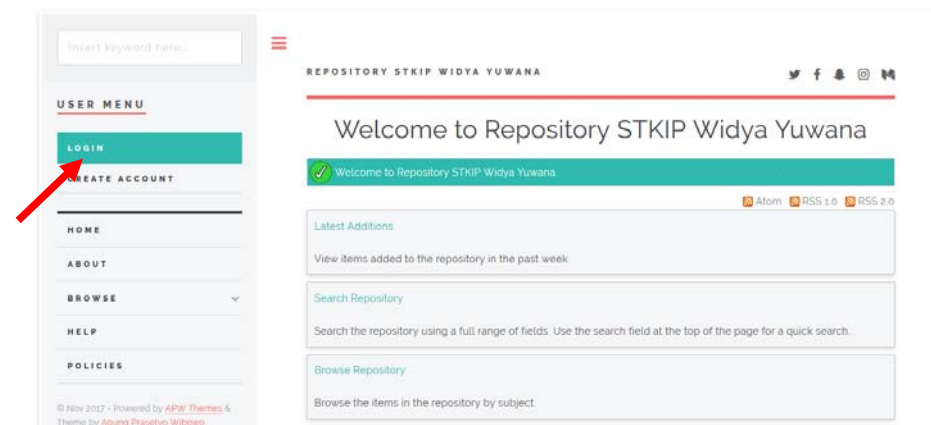 Insert keyword here...
USER MENU
LOGIN
CREATE ACCOUNT
HOME
ABOUT
BROWSE
HELP
POLICIES
© Nov 2017 - Powered by APW Themes &
Theme by Agung Prasetyo Wibowo
REPOSITORY STKIP WIDYA YUWANA
Welcome to Repository STKIP Widya Yuwana
Welcome to Repository STKIP Widya Yuwana.
Atom RSS 1.0 RSS 2.0
Latest Additions
View items added to the repository in the past week.
Search Repository
Search the repository using a full range of fields. Use the search field at the top of the page for a quick search.
Browse Repository
Browse the items in the repository by subject.